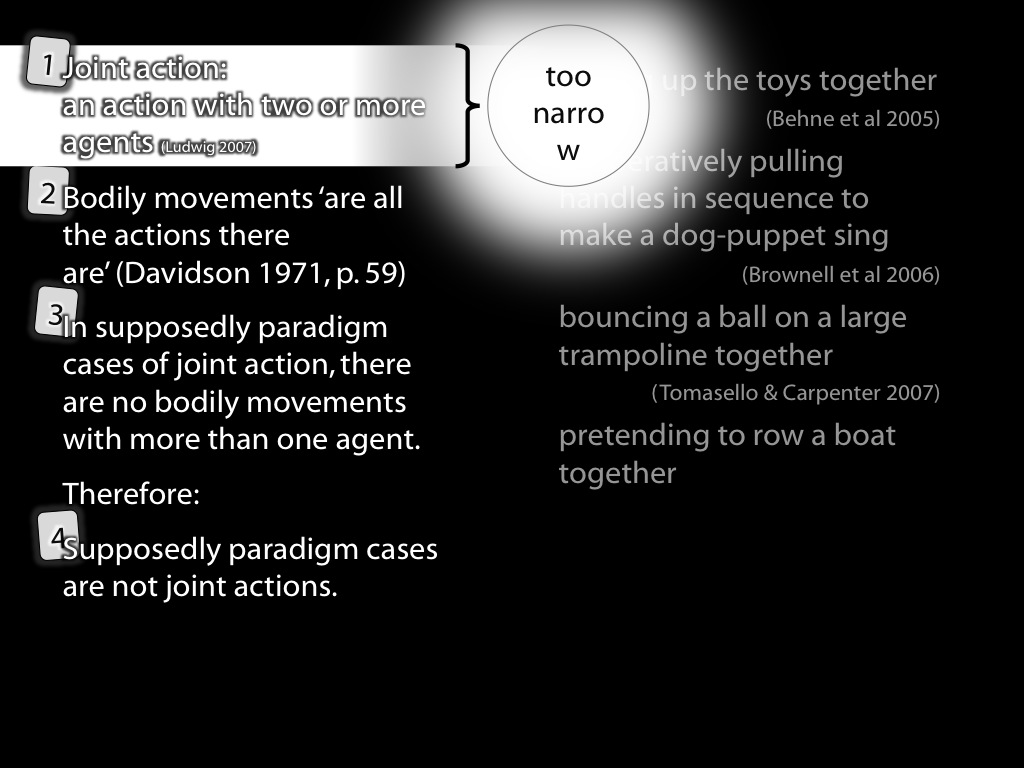 1
Joint action:
an action with two or more
agents (Ludwig 2007)
2
Bodily movements ‘are all
the actions there
are’ (Davidson 1971, p. 59)
3
In supposedly paradigm
cases of joint action, there
are no bodily movements
with more than one agent.
Therefore:
4
Supposedly paradigm cases
are not joint actions.
too
narro
w
up the toys together
(Behne et al 2005)
pulling
handles in sequence to
make a dog-puppet sing
(Brownell et al 2006)
bouncing a ball on a large
trampoline together
(Tomasello & Carpenter 2007)
pretending to row a boat
together